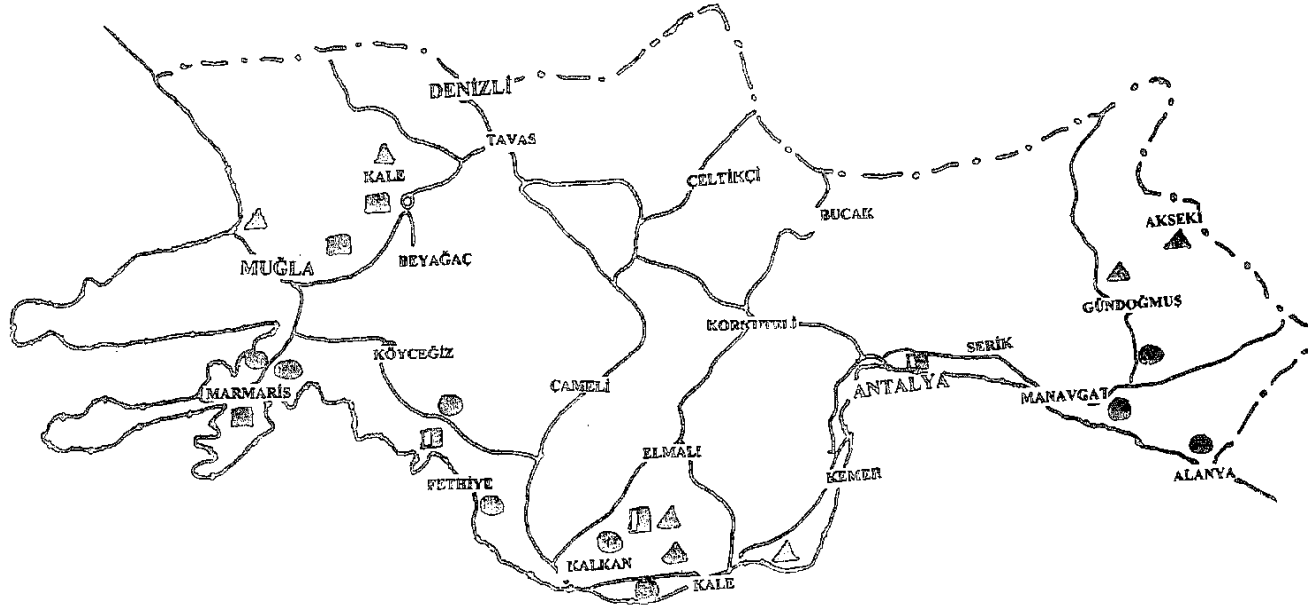 DENİZLİ
TAVAS
KALE
ÇELTİKÇİ
BUCAK
AKSEKİ
BEYAĞAÇ
MUĞLA
GÜNDOĞMUŞ
KORKUTELİ
SERİK
KÖYCEĞİZ
ÇAMELİ
ANTALYA
MARMARİS
MANAVGAT
ELMALI
KEMER
ALANYA
FETHİYE
KALKAN
KALE